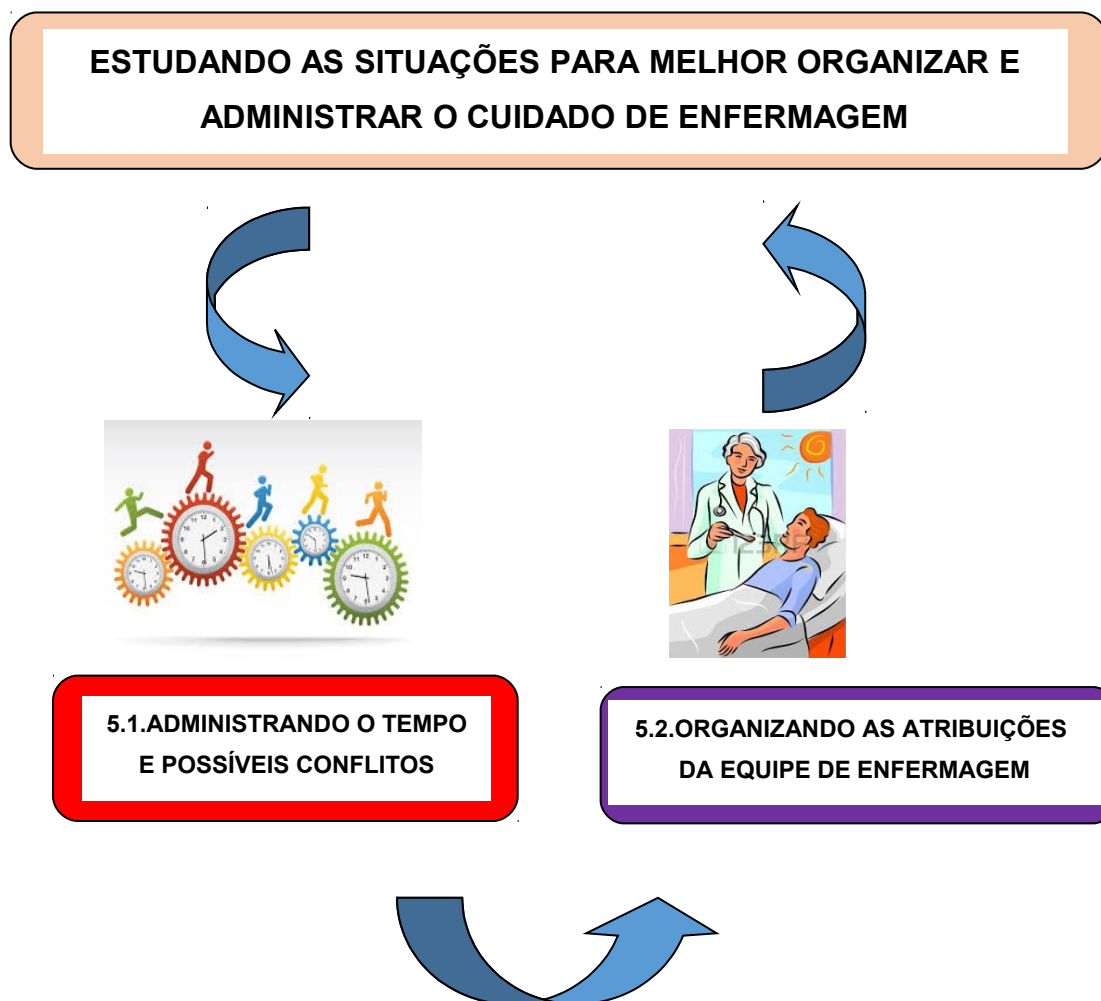 ESTUDANDO AS SITUAÇÕES PARA MELHOR ORGANIZAR E
ADMINISTRAR O CUIDADO DE ENFERMAGEM
5.1.ADMINISTRANDO O TEMPO
E POSSÍVEIS CONFLITOS
5.2.ORGANIZANDO AS ATRIBUIÇÕES
DA EQUIPE DE ENFERMAGEM